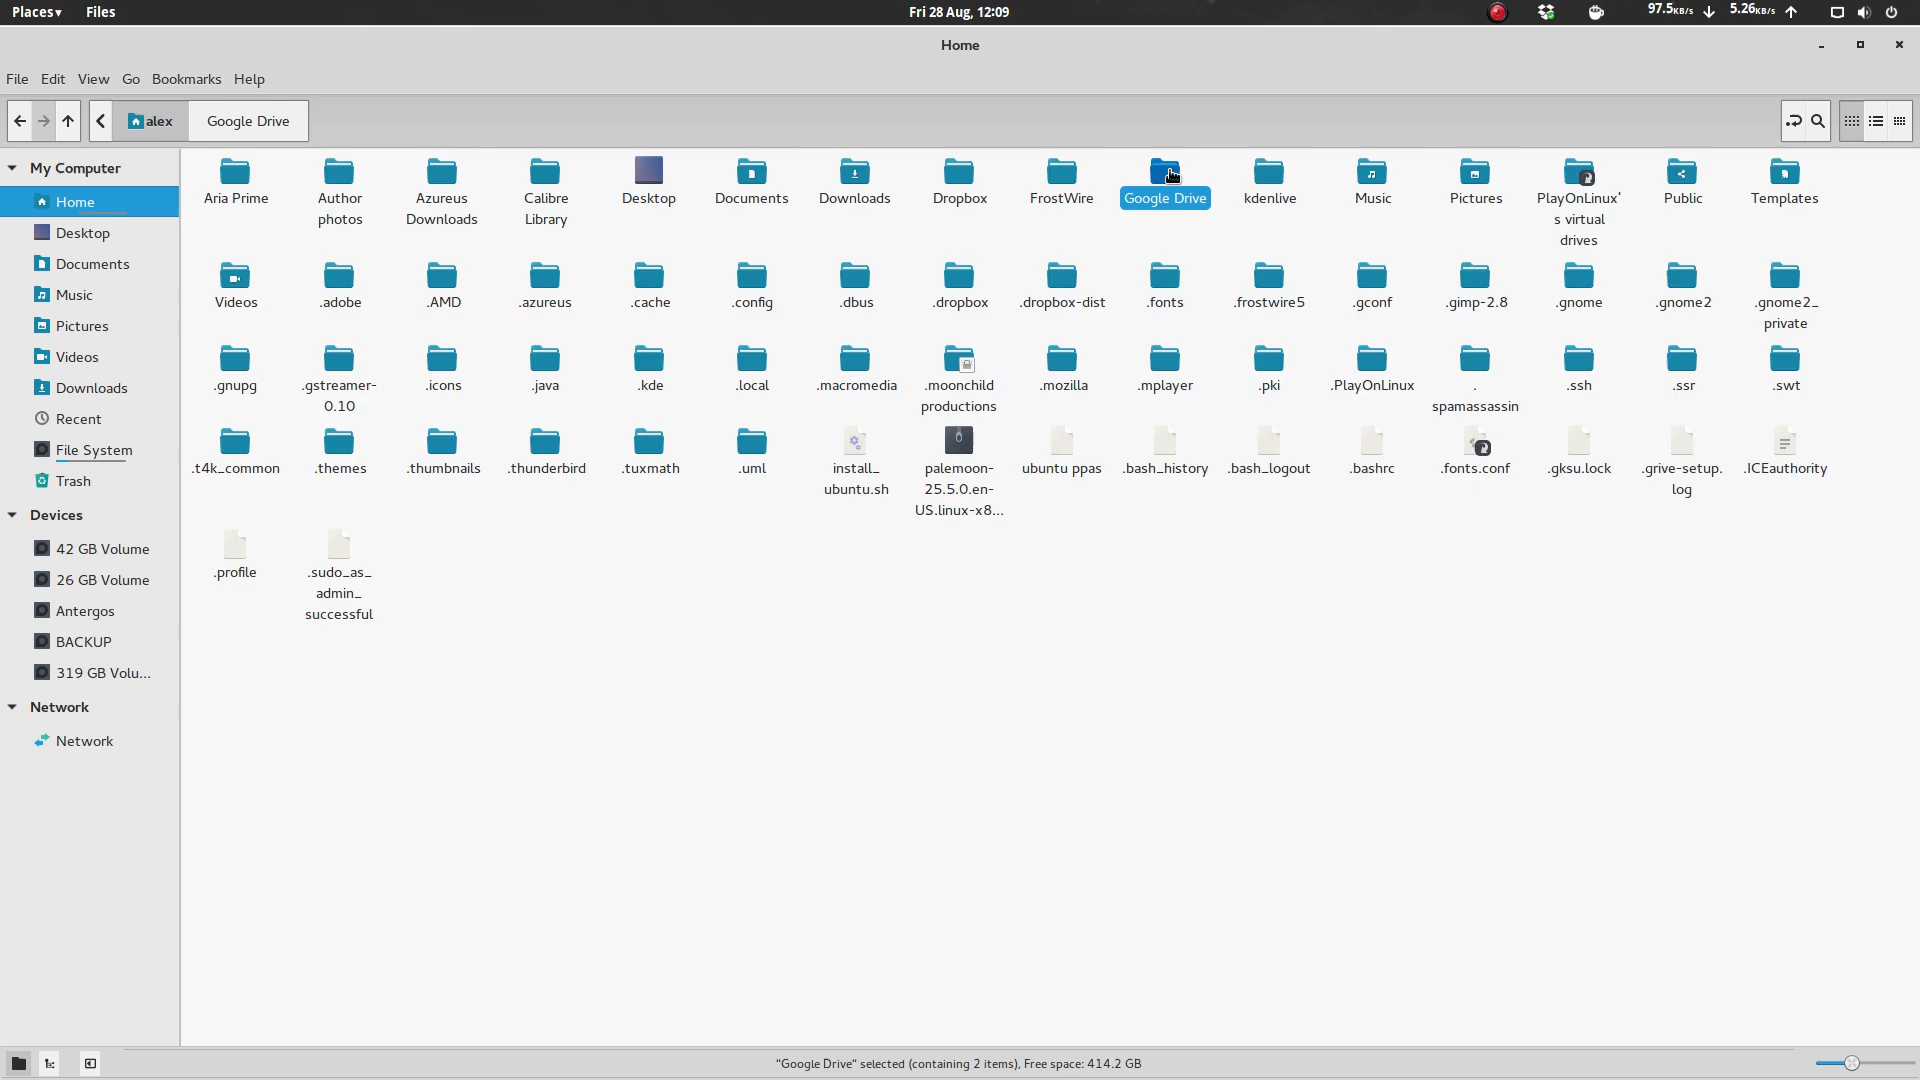 Places▾ Files Fri 28 Aug, 12:09 97.5KB/s 5.26KB/s
Home
File Edit View Go Bookmarks Help
alex Google Drive
My Computer
Home
Desktop
Documents
Music
Pictures
Videos
Downloads
Recent
File System
Trash
Devices
42 GB Volume
26 GB Volume
Antergos
BACKUP
319 GB Volu...
Network
Network
Aria Prime
Author
photos
Azureus
Downloads
Calibre
Library
Desktop
Documents
Downloads
Dropbox
FrostWire
Google Drive
kdenlive
Music
Pictures
PlayOnLinux'
s virtual
drives
Public
Templates
Videos
.adobe
.AMD
.azureus
.cache
.config
.dbus
.dropbox
.dropbox-dist
.fonts
.frostwire5
.gconf
.gimp-2.8
.gnome
.gnome2
.gnome2_
private
.gnupg
.gstreamer-
0.10
.icons
.java
.kde
.local
.macromedia
.moonchild
productions
.mozilla
.mplayer
.pki
.PlayOnLinux
.
spamassassin
.ssh
.ssr
.swt
.t4k_common
.themes
.thumbnails
.thunderbird
.tuxmath
.uml
install_
ubuntu.sh
palemoon-
25.5.0.en-
US.linux-x8...
ubuntu ppas
.bash_history
.bash_logout
.bashrc
.fonts.conf
.gksu.lock
.grive-setup.
log
.ICEauthority
.profile
.sudo_as_
admin_
successful
"Google Drive" selected (containing 2 items), Free space: 414.2 GB